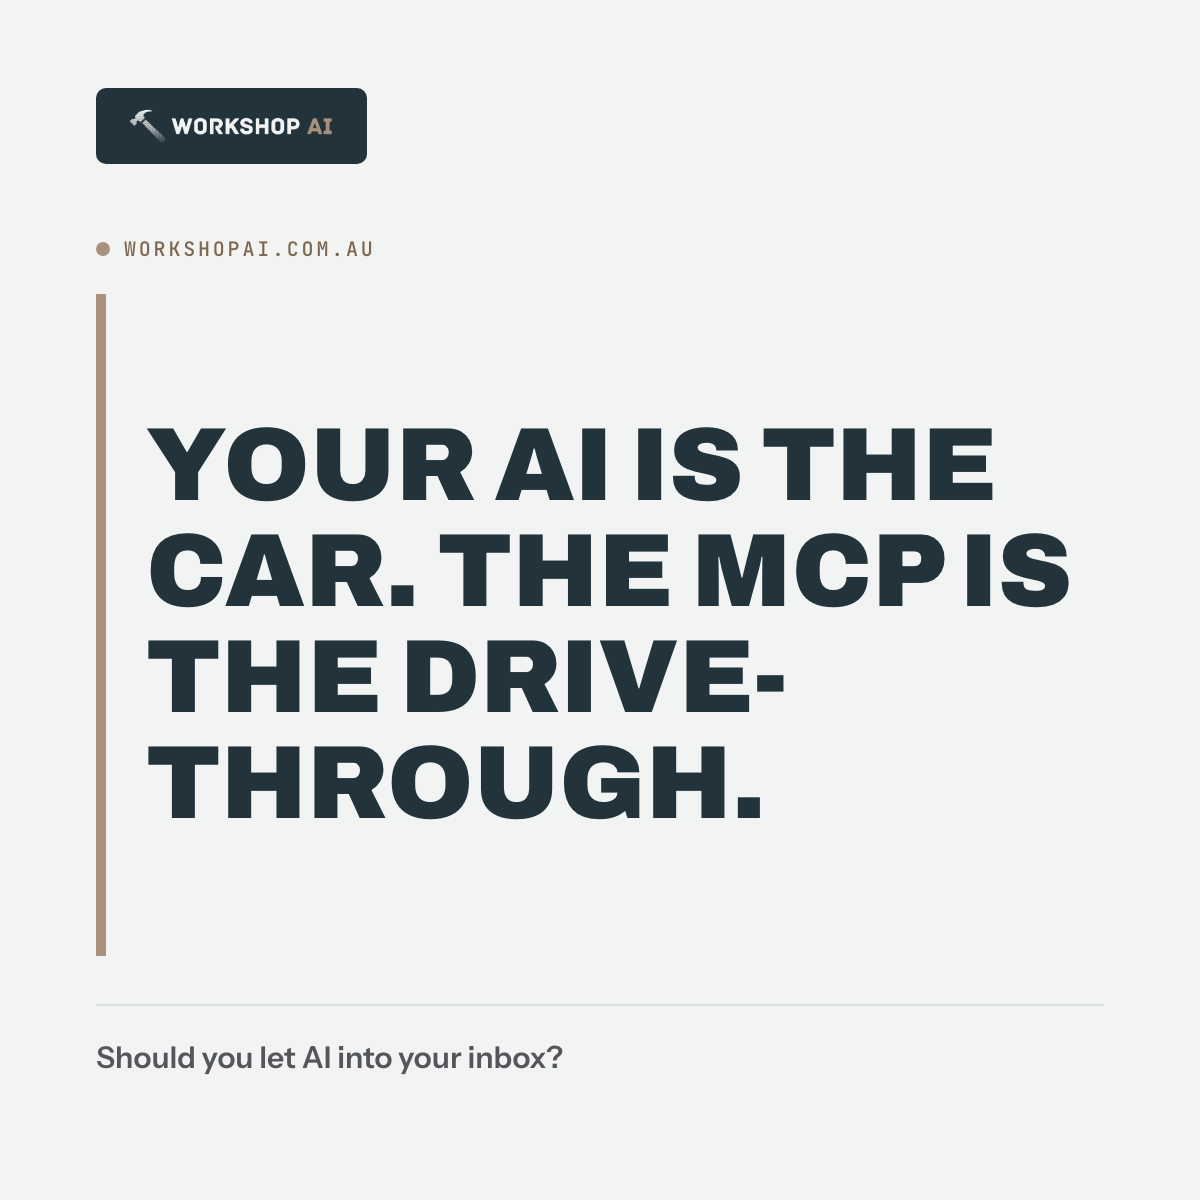 WORKSHOP AI
WORKSHOPAI.COM.AU
YOUR AI IS THE
CAR. THE MCP IS
THE DRIVE-
THROUGH.
Should you let AI into your inbox?